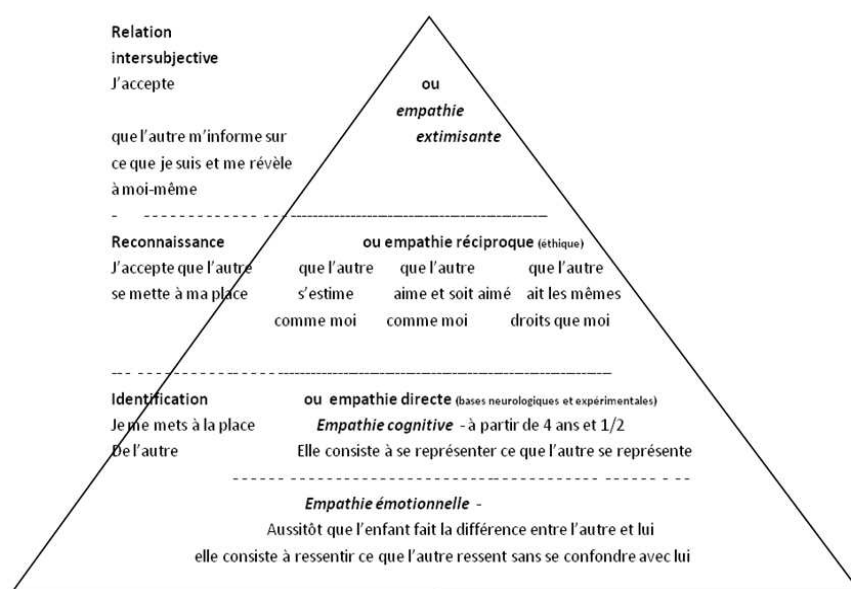 Relation
intersubjective
J'accepte ou
empathie
que l'autre m'informe sur extimisante
ce que je suis et me révèle
à moi-même
Reconnaissance ou empathie réciproque (éthique)
J'accepte que l'autre que l'autre que l'autre que l'autre
se mette à ma place s'estime aime et soit aimé ait les mêmes
comme moi comme moi droits que moi
Identification ou empathie directe (bases neurologiques et expérimentales)
Je me mets à la place Empathie cognitive - à partir de 4 ans et 1/2
De l'autre Elle consiste à se représenter ce que l'autre se représente
Empathie émotionnelle -
Aussitôt que l'enfant fait la différence entre l'autre et lui
elle consiste à ressentir ce que l'autre ressent sans se confondre avec lui